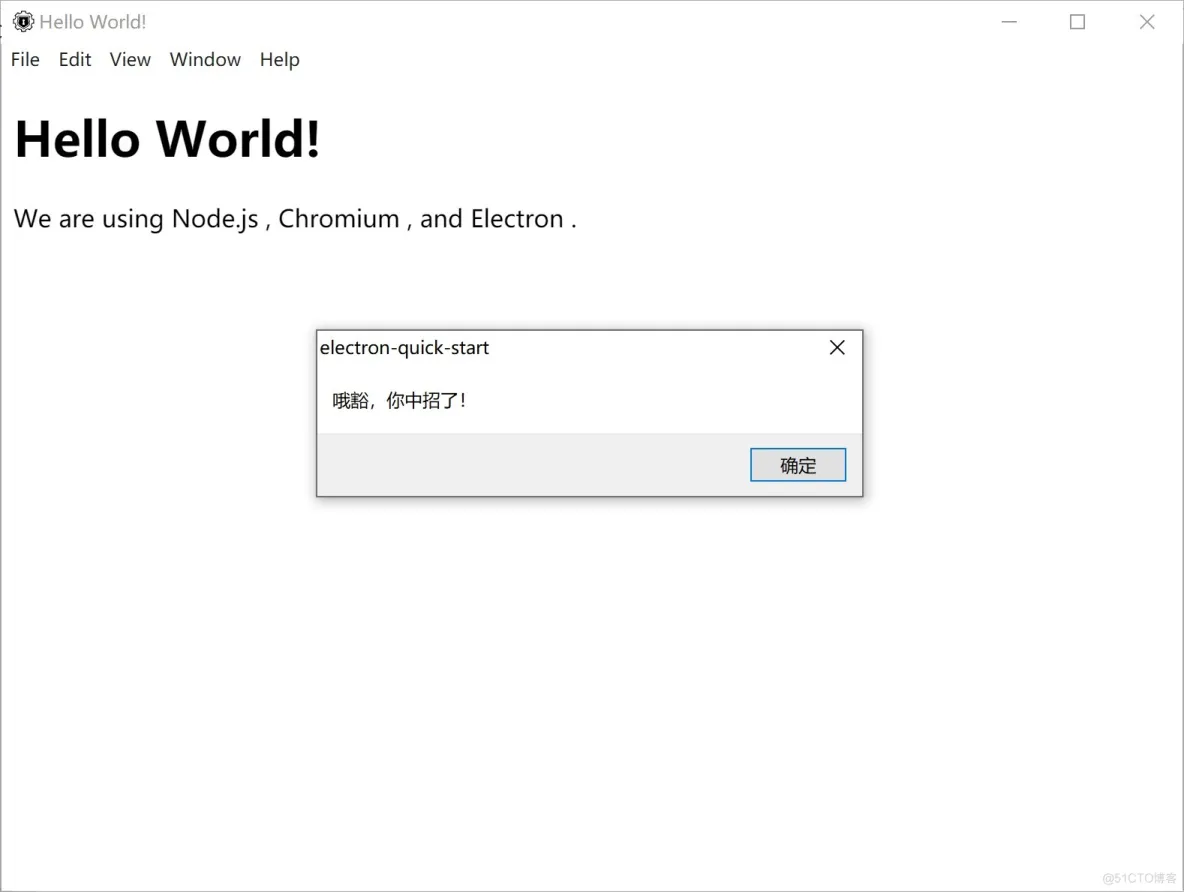 Hello World!
File Edit View Window Help
Hello World!
We are using Node.js , Chromium , and Electron .
electron-quick-start
哦豁，你中招了！
确定
@51CTO博客